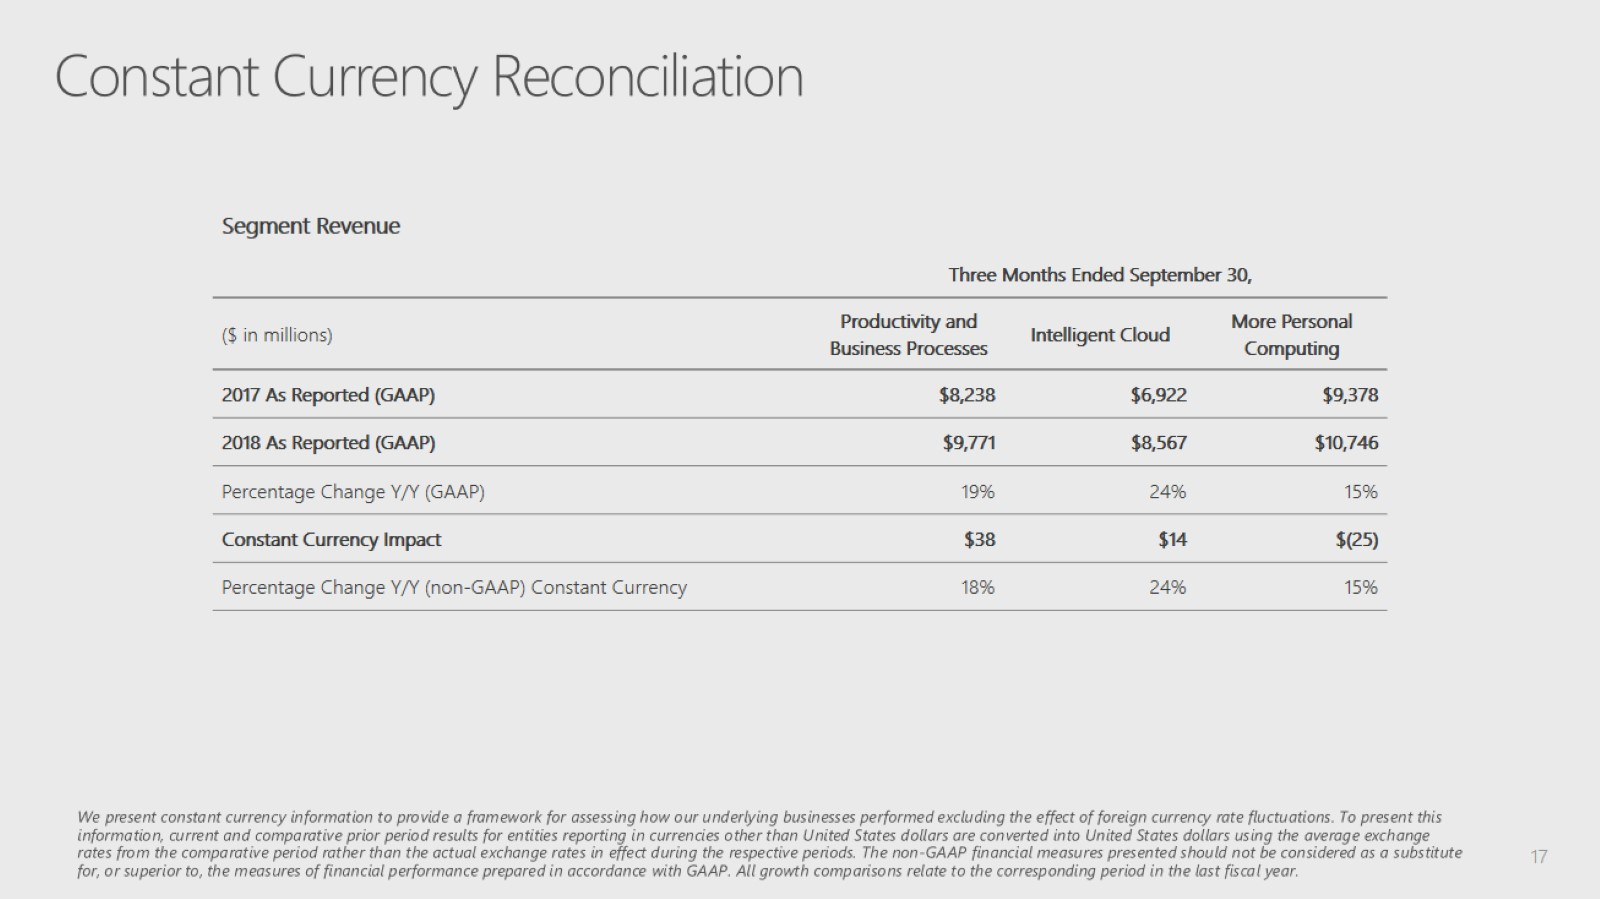 Constant Currency Reconciliation
Segment Revenue
Three Months Ended September 30,
($ in millions) Productivity and Business Processes Intelligent Cloud More Personal Computing
2017 As Reported (GAAP) $8,238 $6,922 $9,378
2018 As Reported (GAAP) $9,771 $8,567 $10,746
Percentage Change Y/Y (GAAP) 19% 24% 15%
Constant Currency Impact $38 $14 $(25)
Percentage Change Y/Y (non-GAAP) Constant Currency 18% 24% 15%
We present constant currency information to provide a framework for assessing how our underlying businesses performed excluding the effect of foreign currency rate fluctuations. To present this
information, current and comparative prior period results for entities reporting in currencies other than United States dollars are converted into United States dollars using the average exchange
rates from the comparative period rather than the actual exchange rates in effect during the respective periods. The non-GAAP financial measures presented should not be considered as a substitute
for, or superior to, the measures of financial performance prepared in accordance with GAAP. All growth comparisons relate to the corresponding period in the last fiscal year.
17